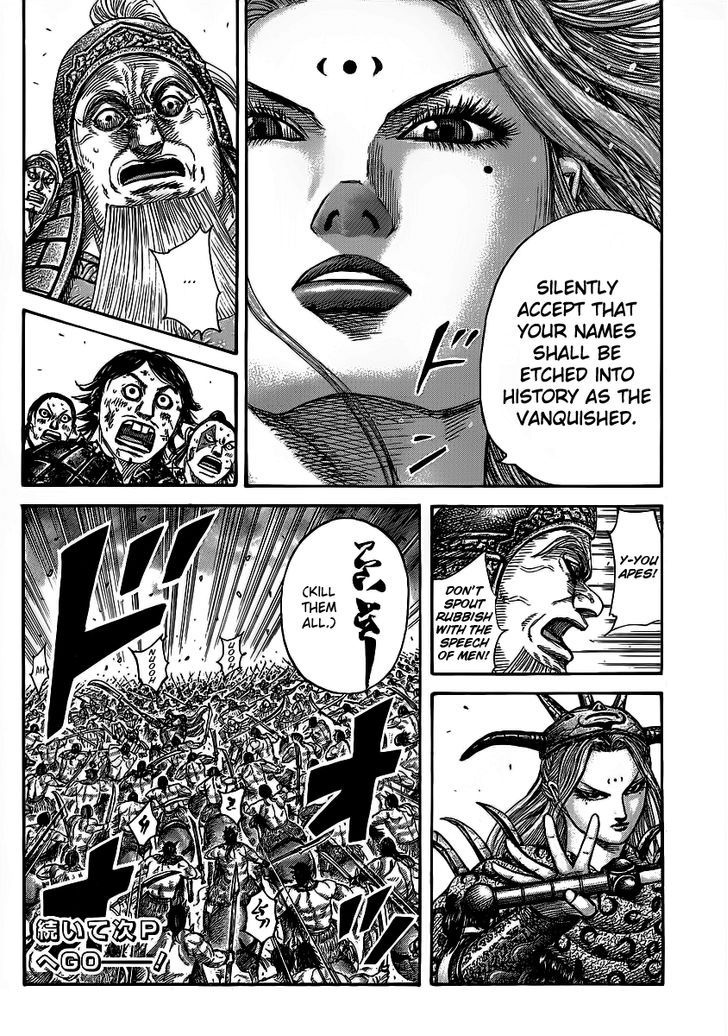 SILENTLY
ACCEPT THAT
YOUR NAMES
SHALL BE
ETCHED INTO
HISTORY AS THE
VANQUISHED.
ド
...
Y-YOU
APES!
DON'T
SPOUT
RUBBISH
WITH THE
SPEECH
OF MEN!
(KILL
THEM
ALL.)
UOOH
NUOOH
ド
オ
オ
続いて次P
へGO――!